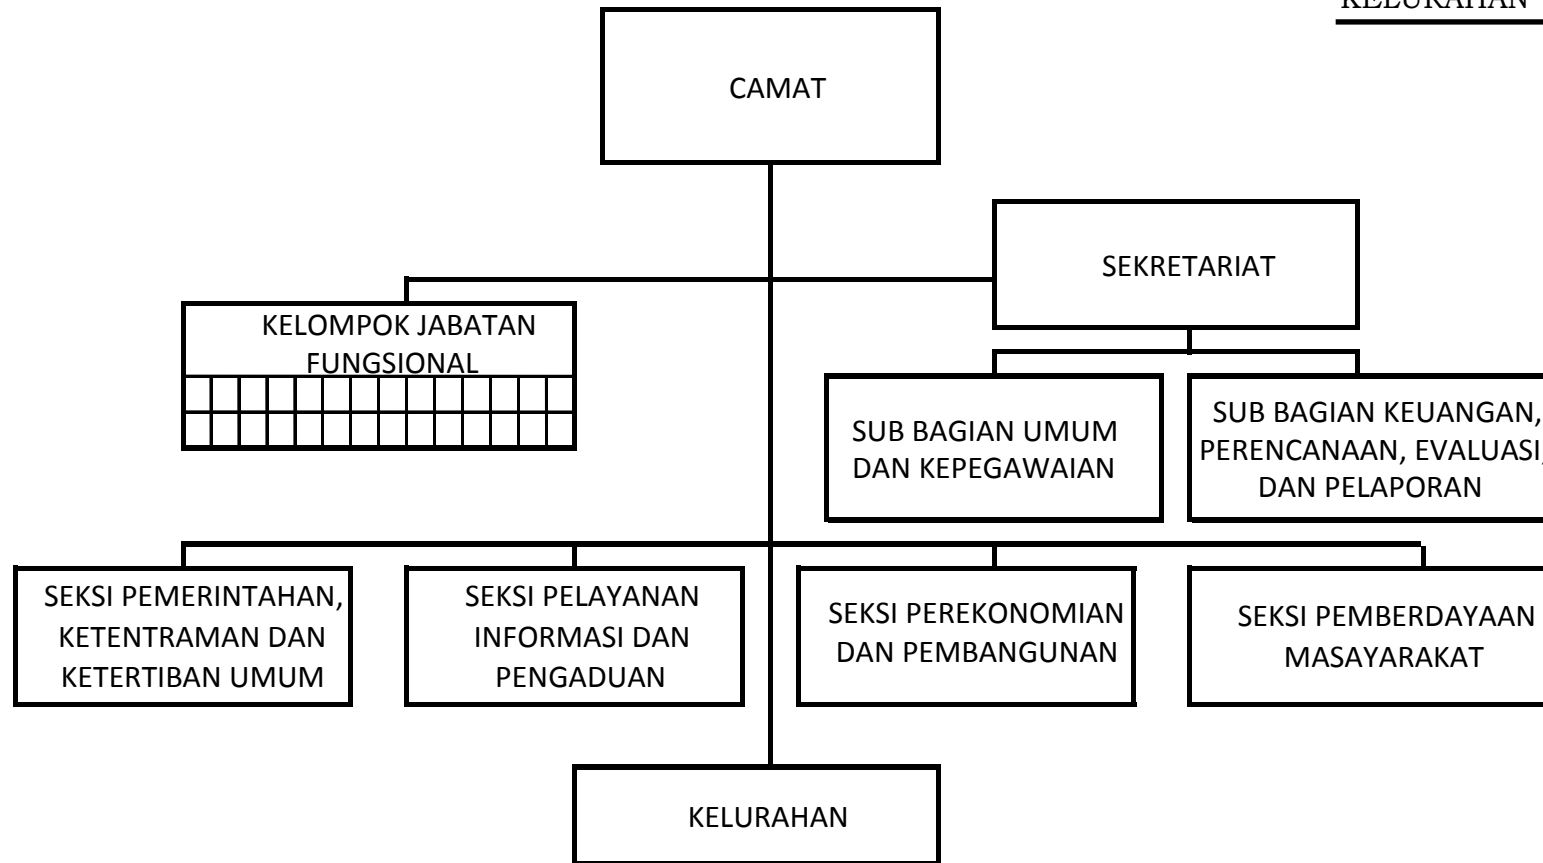 KELURAHAN
CAMAT
SEKRETARIAT
KELOMPOK JABATAN
FUNGSIONAL
SUB BAGIAN UMUM
DAN KEPEGAWAIAN
SUB BAGIAN KEUANGAN,
PERENCANAAN, EVALUASI,
DAN PELAPORAN
SEKSI PEMERINTAHAN,
KETENTRAMAN DAN
KETERTIBAN UMUM
SEKSI PELAYANAN
INFORMASI DAN
PENGADUAN
SEKSI PEREKONOMIAN
DAN PEMBANGUNAN
SEKSI PEMBERDAYAAN
MASAYARAKAT
KELURAHAN